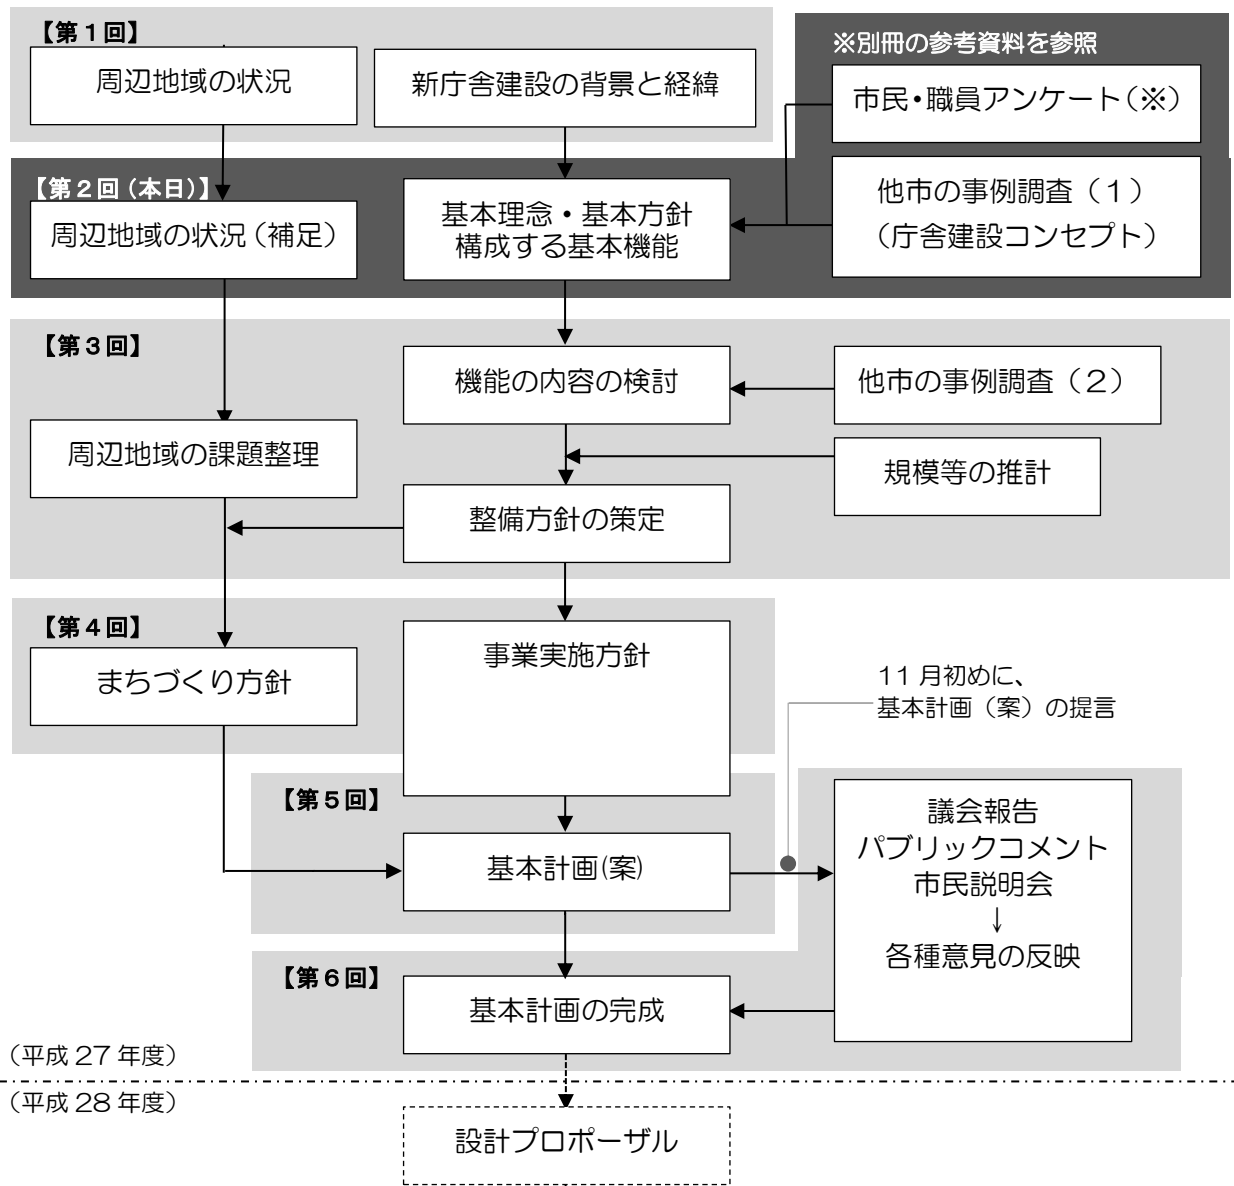 【第1回】
周辺地域の状況
新庁舎建設の背景と経緯
※別冊の参考資料を参照
市民・職員アンケート(※)
【第2回(本日)】
周辺地域の状況(補足)
基本理念・基本方針
構成する基本機能
他市の事例調査(1)
(庁舎建設コンセプト)
【第3回】
機能の内容の検討
他市の事例調査(2)
周辺地域の課題整理
規模等の推計
整備方針の策定
【第4回】
まちづくり方針
事業実施方針
11月初めに、
基本計画(案)の提言
【第5回】
基本計画(案)
議会報告
パブリックコメント
市民説明会
↓
各種意見の反映
【第6回】
基本計画の完成
(平成27年度)
(平成28年度)
設計プロポーザル